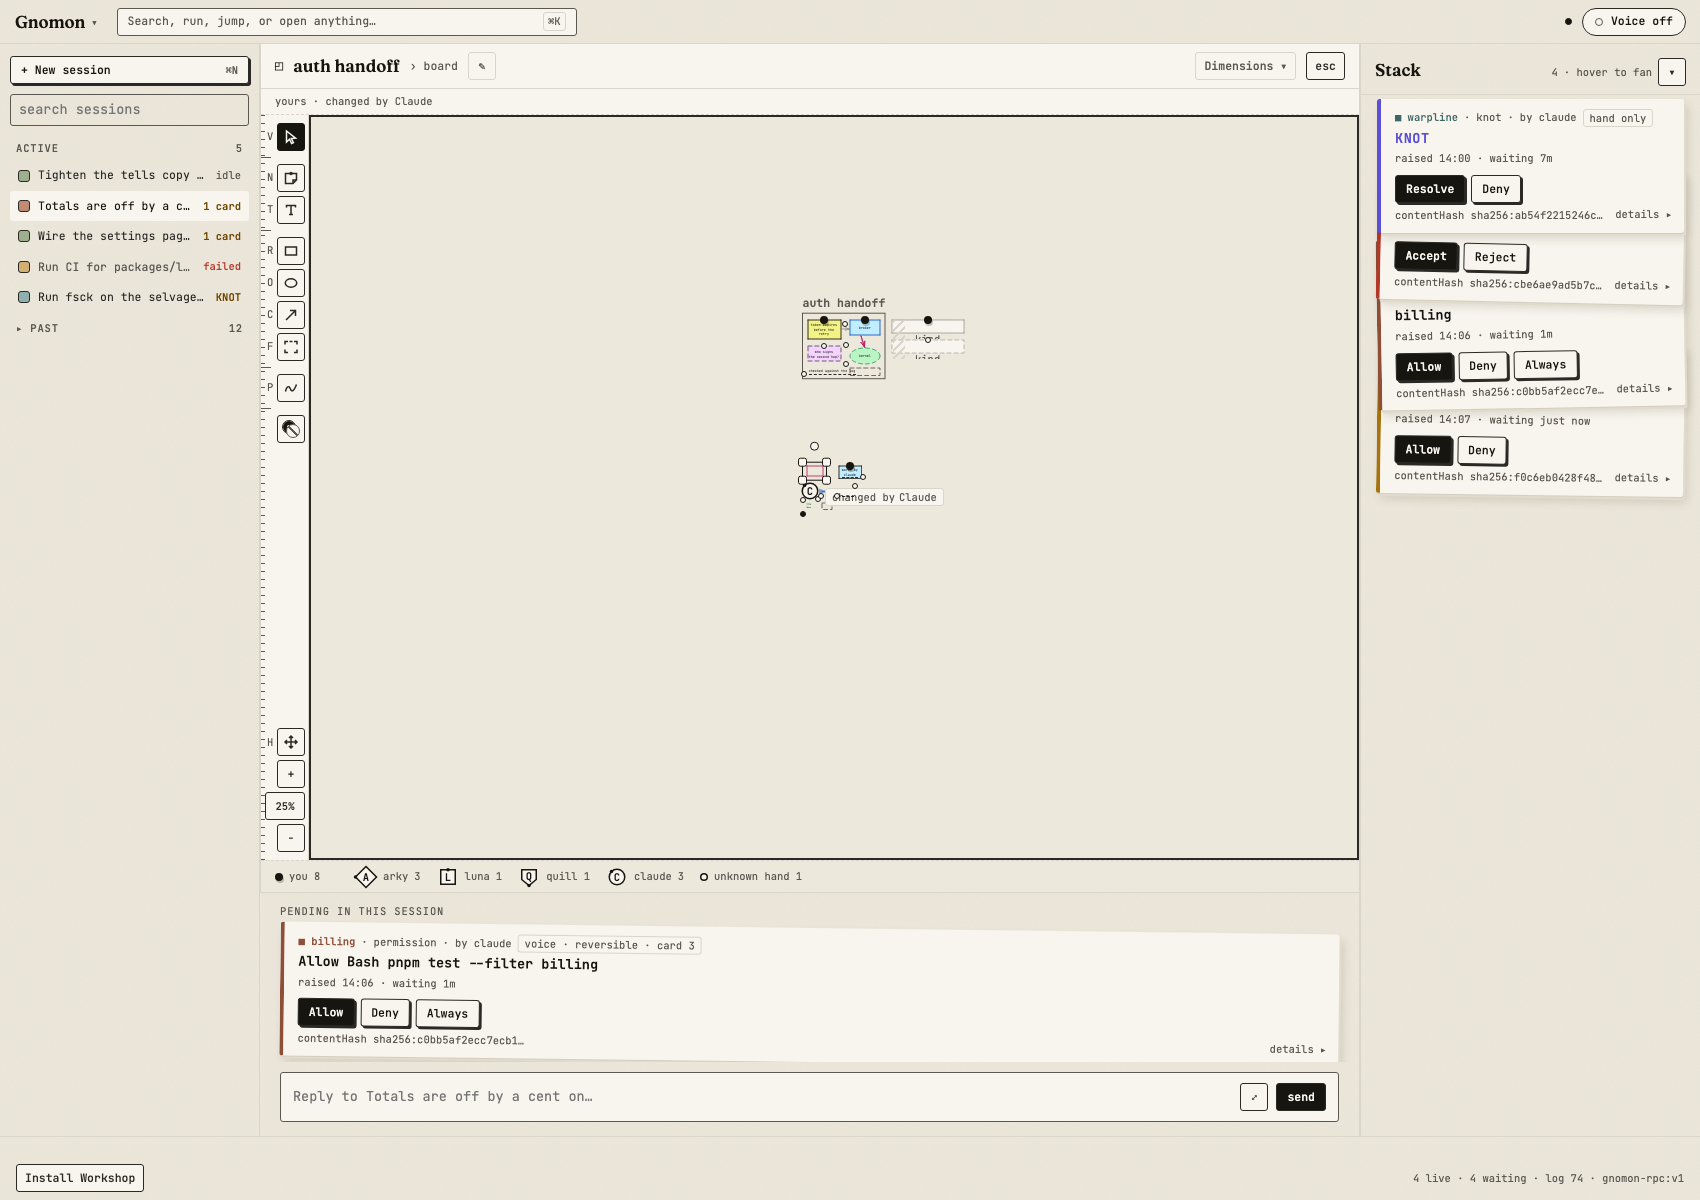 Gnomon ▾
Search, run, jump, or open anything… ⌘K
Voice off
+ New session ⌘N
search sessions
ACTIVE 5
Tighten the tells copy … idle
Totals are off by a c… 1 card
Wire the settings pag… 1 card
Run CI for packages/l… failed
Run fsck on the selvage… KNOT
▸ PAST 12
auth handoff › board ✎
Dimensions ▾ esc
yours · changed by Claude
V
N
T
R
O
C
F
P
H
+
25%
-
auth handoff
kind
kind
C
Changed by Claude
you 8
A arky 3
L luna 1
Q quill 1
C claude 3
unknown hand 1
PENDING IN THIS SESSION
billing · permission · by claude voice · reversible · card 3
Allow Bash pnpm test --filter billing
raised 14:06 · waiting 1m
Allow Deny Always
contentHash sha256:c0bb5af2ecc7ecb1…
details ▸
Reply to Totals are off by a cent on…
send
Stack 4 · hover to fan ▾
warpline · knot · by claude hand only
KNOT
raised 14:00 · waiting 7m
Resolve Deny
contentHash sha256:ab54f2215246c… details ▸
Accept Reject
contentHash sha256:cbe6ae9ad5b7c… details ▸
billing
raised 14:06 · waiting 1m
Allow Deny Always
contentHash sha256:c0bb5af2ecc7e… details ▸
raised 14:07 · waiting just now
Allow Deny
contentHash sha256:f0c6eb0428f48… details ▸
Install Workshop
4 live · 4 waiting · log 74 · gnomon-rpc:v1